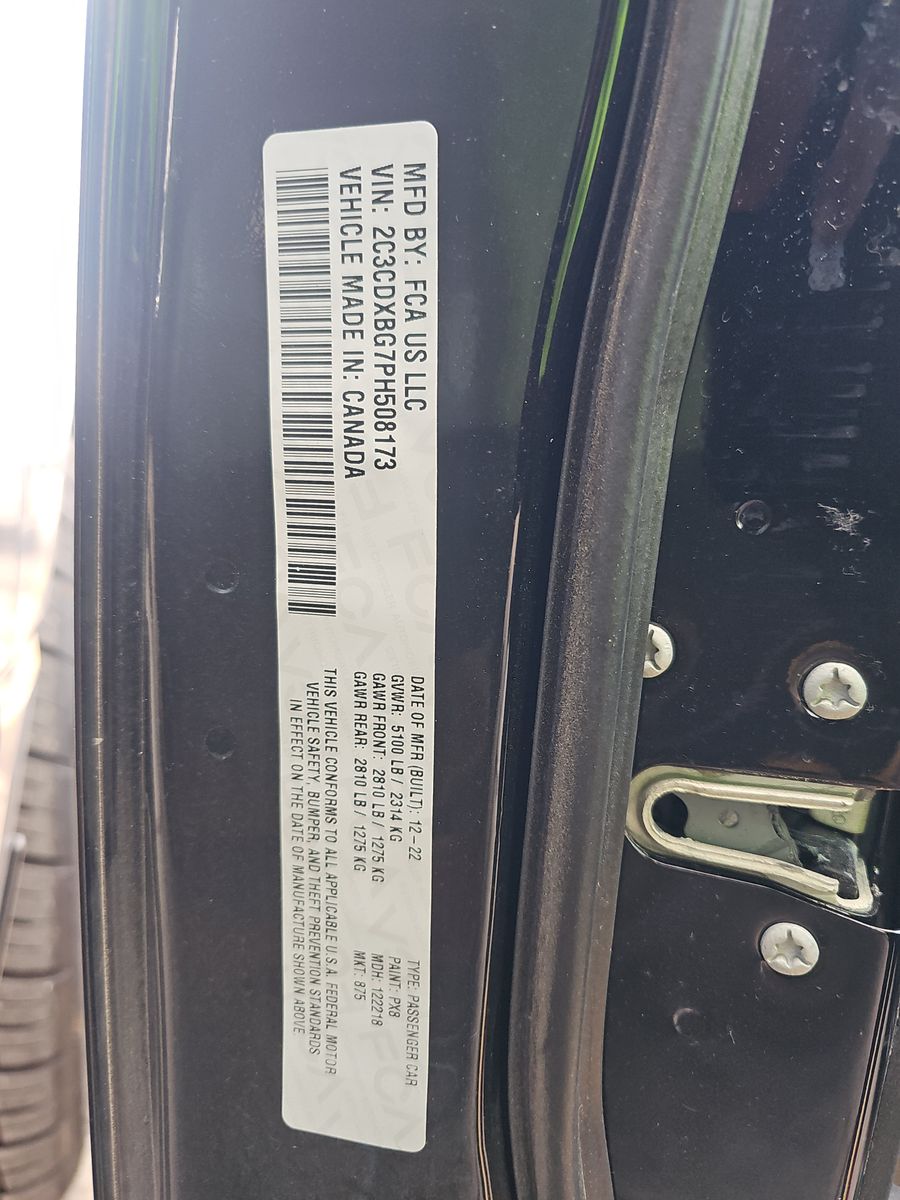 MFD BY: FCA US LLC
VIN: 2C3CDXBG7PH508173
VEHICLE MADE IN: CANADA
DATE OF MFR (BUILT): 12-22
GVWR: 5100 LB / 2314 KG
GAWR FRONT: 2810 LB / 1275 KG
GAWR REAR: 2810 LB / 1275 KG
TYPE: PASSENGER CAR
PAINT: PX8
MDH: 122218
MKT: 875
THIS VEHICLE CONFORMS TO ALL APPLICABLE U.S.A. FEDERAL MOTOR
VEHICLE SAFETY, BUMPER, AND THEFT PREVENTION STANDARDS
IN EFFECT ON THE DATE OF MANUFACTURE SHOWN ABOVE